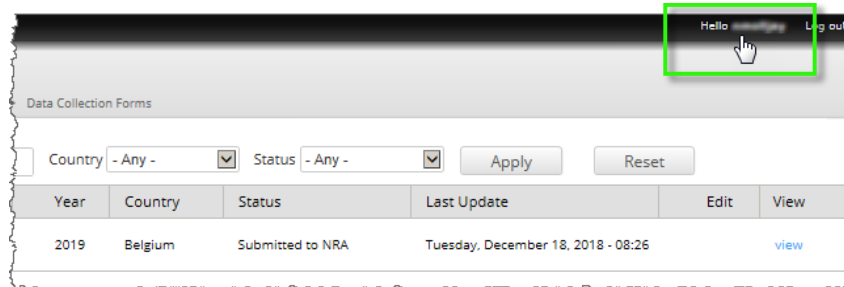 Hello Log out
Data Collection Forms
Country - Any - Status - Any - Apply Reset
Year Country Status Last Update Edit View
2019 Belgium Submitted to NRA Tuesday, December 18, 2018 - 08:26 view